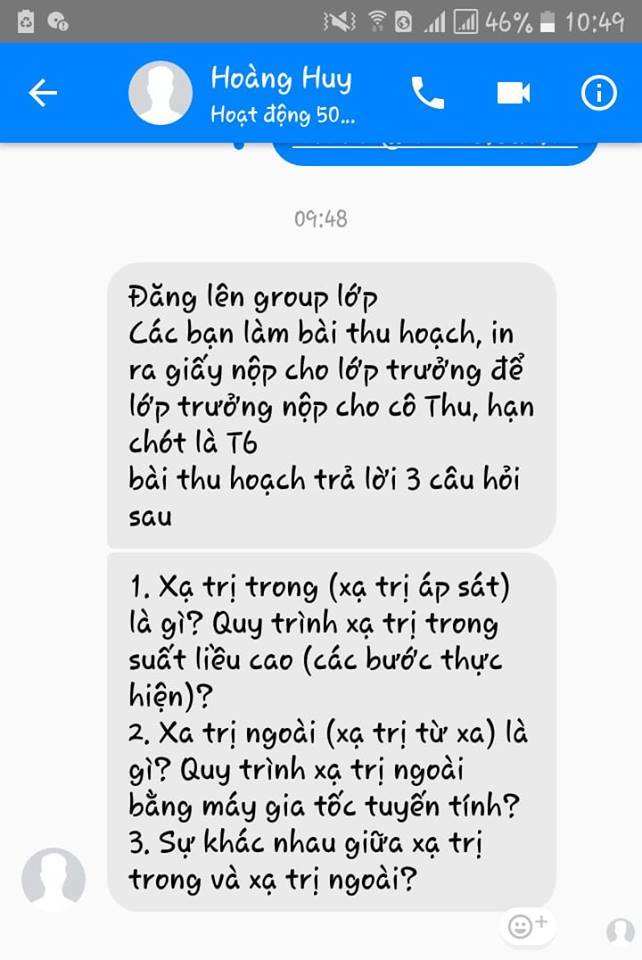 46% 10:49
Hoàng Huy
Hoạt động 50...
09:48
Đăng lên group lớp
Các bạn làm bài thu hoạch, in
ra giấy nộp cho lớp trưởng để
lớp trưởng nộp cho cô Thu, hạn
chót là T6
bài thu hoạch trả lời 3 câu hỏi
sau
1. Xạ trị trong (xạ trị áp sát)
là gì? Quy trình xạ trị trong
suất liều cao (các bước thực
hiện)?
2. Xa trị ngoài (xạ trị từ xa) là
gì? Quy trình xạ trị ngoài
bằng máy gia tốc tuyến tính?
3. Sự khác nhau giữa xạ trị
trong và xạ trị ngoài?